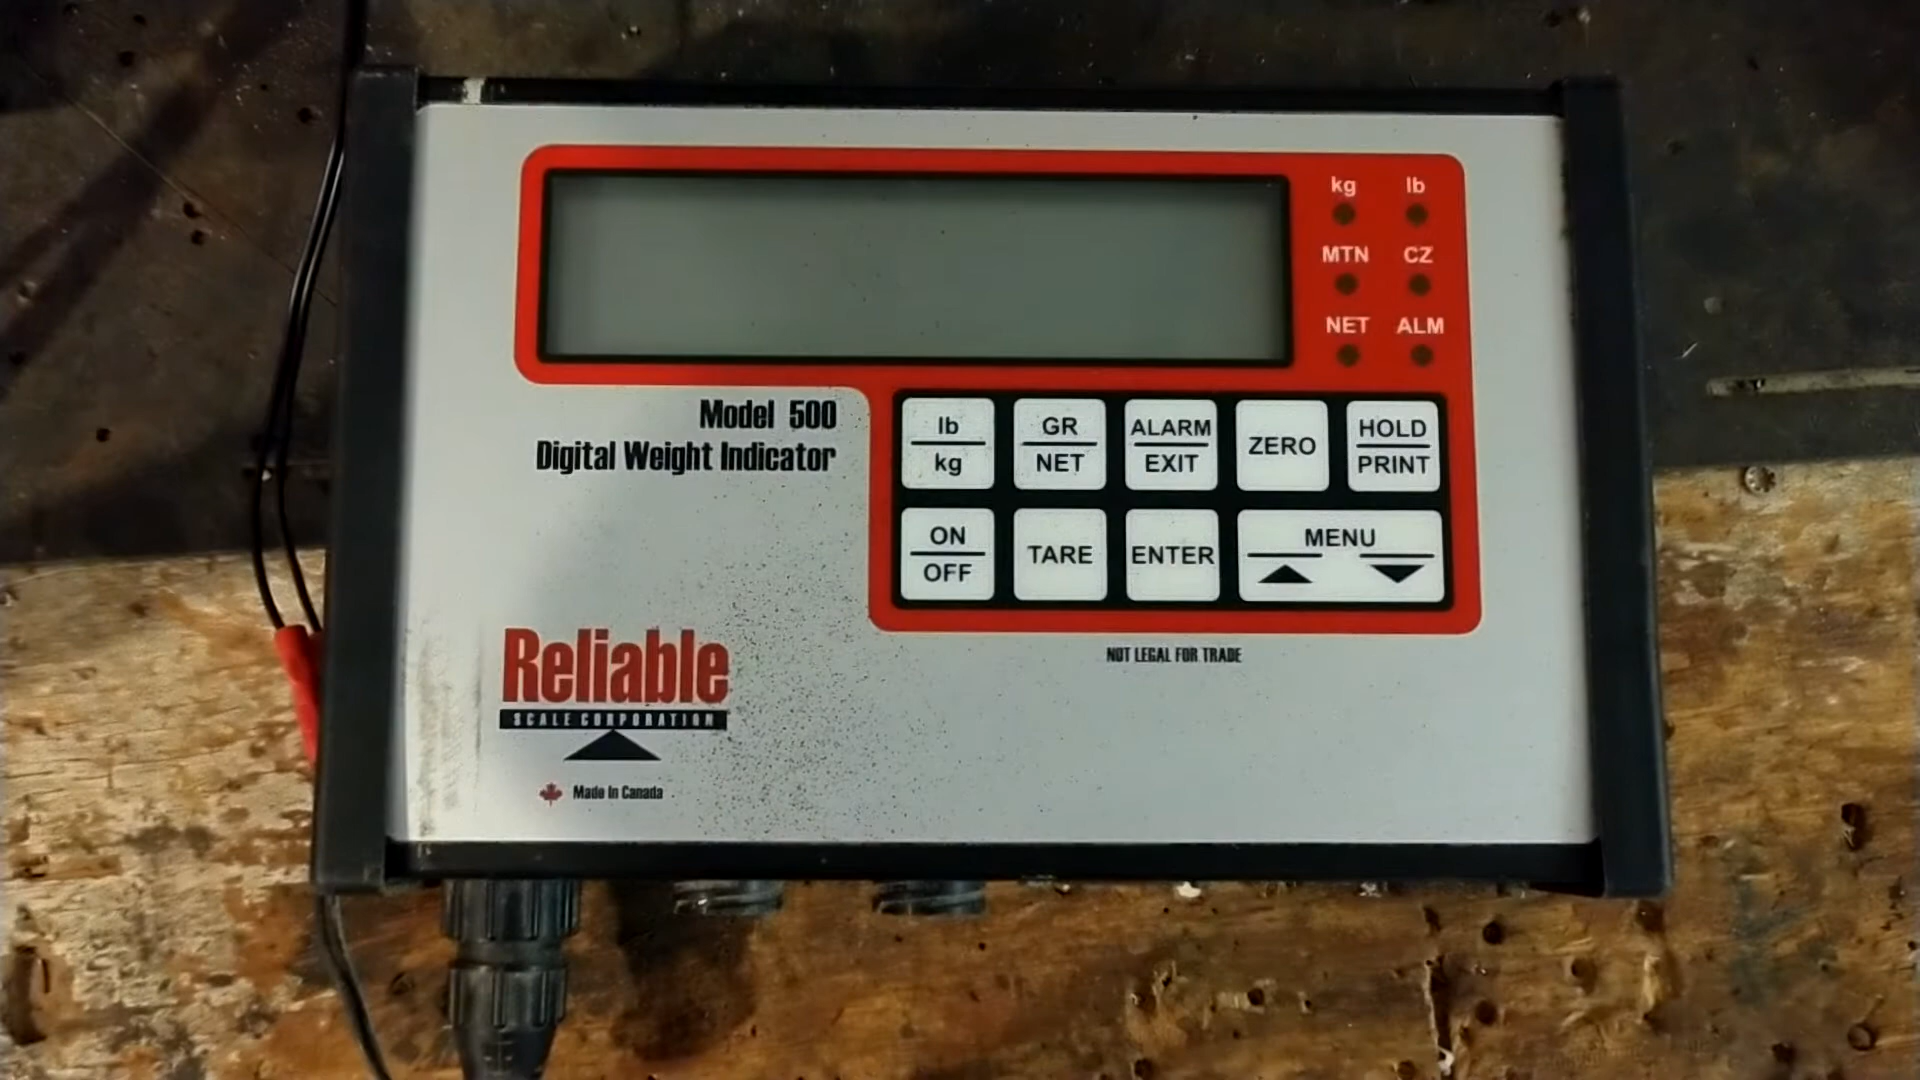 kg lb
MTN CZ
NET ALM
Model 500
Digital Weight Indicator
lb
kg
GR
NET
ALARM
EXIT
ZERO
HOLD
PRINT
ON
OFF
TARE
ENTER
MENU
NOT LEGAL FOR TRADE
Reliable
SCALE CORPORATION
Made In Canada